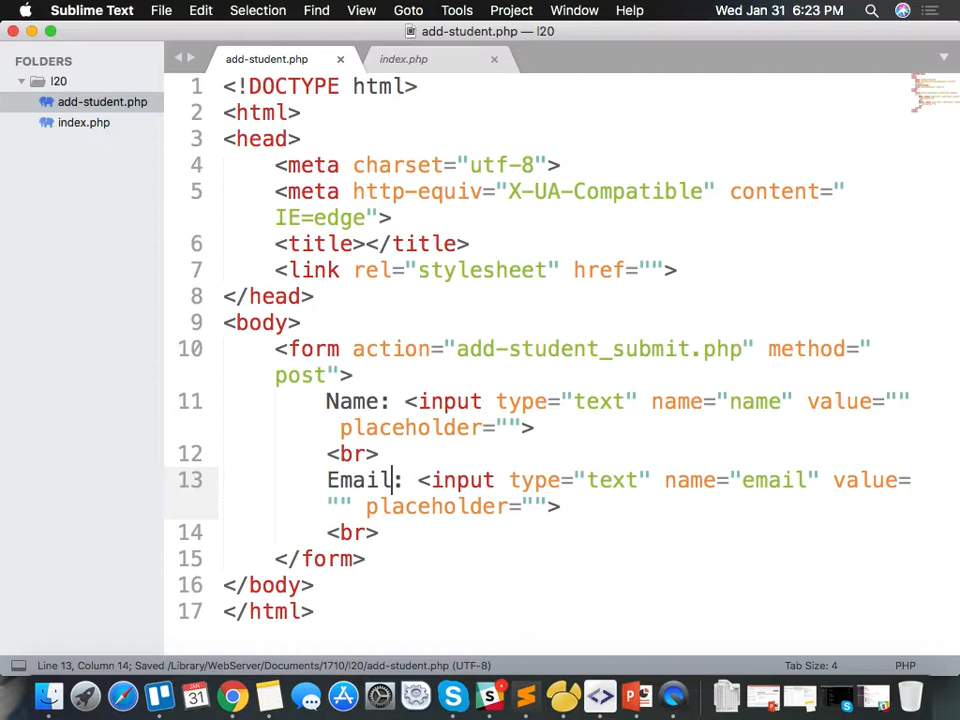 Sublime Text File Edit Selection Find View Goto Tools Project Window Help Wed Jan 31 6:23 PM
add-student.php — l20
FOLDERS
l20
add-student.php
index.php
add-student.php index.php
1 <!DOCTYPE html>
2 <html>
3 <head>
4 <meta charset="utf-8">
5 <meta http-equiv="X-UA-Compatible" content="
IE=edge">
6 <title></title>
7 <link rel="stylesheet" href="">
8 </head>
9 <body>
10 <form action="add-student_submit.php" method="
post">
11 Name: <input type="text" name="name" value=""
placeholder="">
12 <br>
13 Email: <input type="text" name="email" value=
"" placeholder="">
14 <br>
15 </form>
16 </body>
17 </html>
Line 13, Column 14; Saved /Library/WebServer/Documents/1710/l20/add-student.php (UTF-8) Tab Size: 4 PHP